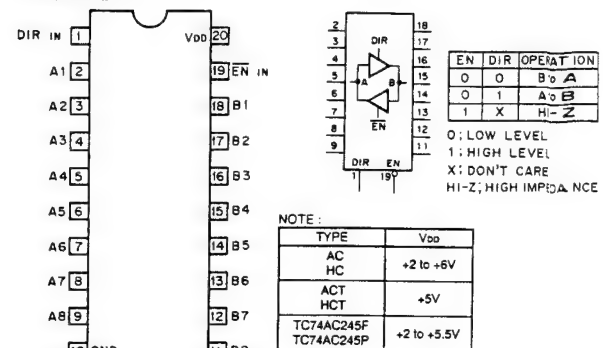 DIR IN 1 VDD 20
A1 2 19 EN IN
A2 3 18 B1
A3 4 17 B2
A4 5 16 B3
A5 6 15 B4
A6 7 14 B5
A7 8 13 B6
A8 9 12 B7
2 18
3 DIR 17
4 16
5 A B 15
6 14
7 13
8 EN 12
9 11
DIR EN
1 19
EN DIR OPERATION
0 0 B to A
0 1 A to B
1 X HI-Z
0; LOW LEVEL
1; HIGH LEVEL
X; DON'T CARE
HI-Z; HIGH IMPEDANCE
NOTE:
TYPE VDD
AC
HC +2 to +6V
ACT
HCT +5V
TC74AC245F
TC74AC245P +2 to +5.5V